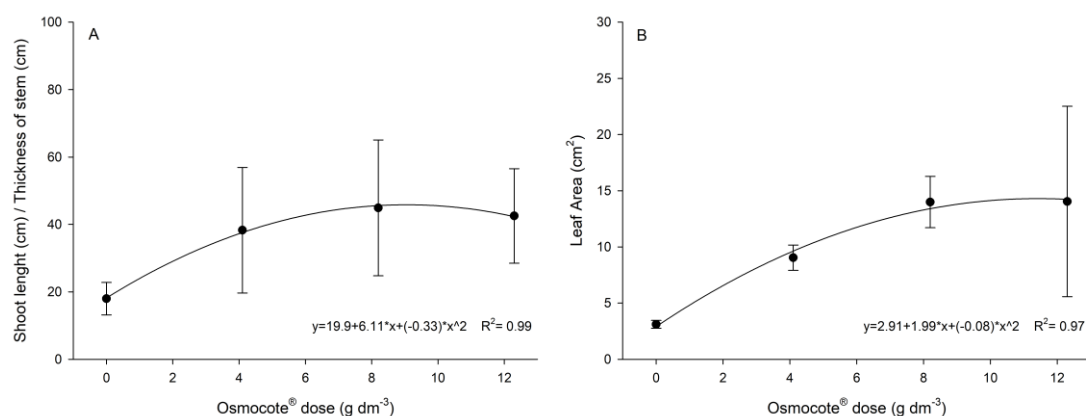 A
Shoot lenght (cm) / Thickness of stem (cm)
100
80
60
40
20
0
y=19.9+6.11*x+(-0.33)*x^2 R²= 0.99
0 2 4 6 8 10 12
Osmocote® dose (g dm⁻³)
B
Leaf Area (cm²)
30
25
20
15
10
5
0
y=2.91+1.99*x+(-0.08)*x^2 R²= 0.97
0 2 4 6 8 10 12
Osmocote® dose (g dm⁻³)